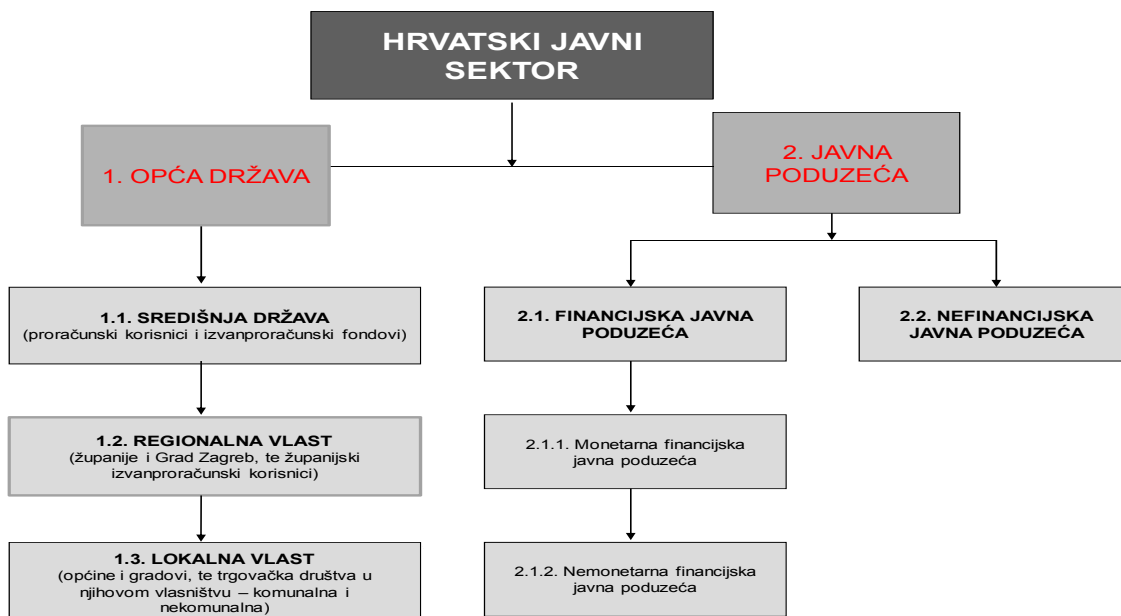 HRVATSKI JAVNI
SEKTOR
1. OPĆA DRŽAVA
2. JAVNA
PODUZEĆA
1.1. SREDIŠNJA DRŽAVA
(proračunski korisnici i izvanproračunski fondovi)
2.1. FINANCIJSKA JAVNA
PODUZEĆA
2.2. NEFINANCIJSKA
JAVNA PODUZEĆA
1.2. REGIONALNA VLAST
(županije i Grad Zagreb, te županijski
izvanproračunski korisnici)
2.1.1. Monetarna financijska
javna poduzeća
1.3. LOKALNA VLAST
(općine i gradovi, te trgovačka društva u
njihovom vlasništvu – komunalna i
nekomunalna)
2.1.2. Nemonetarna financijska
javna poduzeća